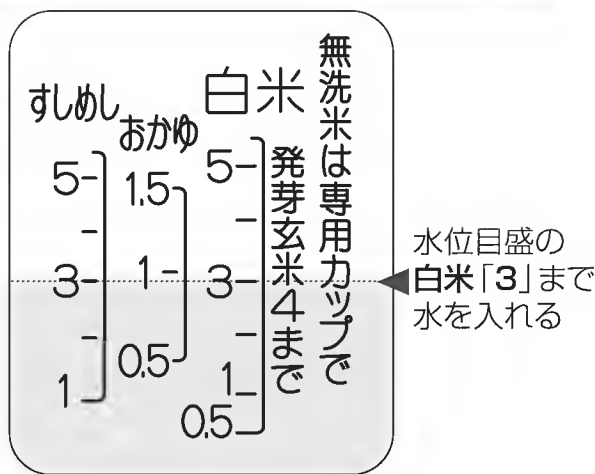 無洗米は専用カップで
発芽玄米4まで
白米
5
3
1
0.5
おかゆ
1.5
1
0.5
すしめし
5
3
1
水位目盛の
白米「3」まで
水を入れる